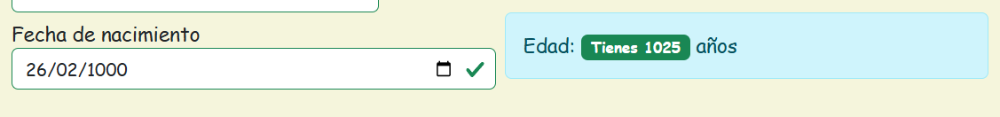 Fecha de nacimiento
26/02/1000
Edad: Tienes 1025 años